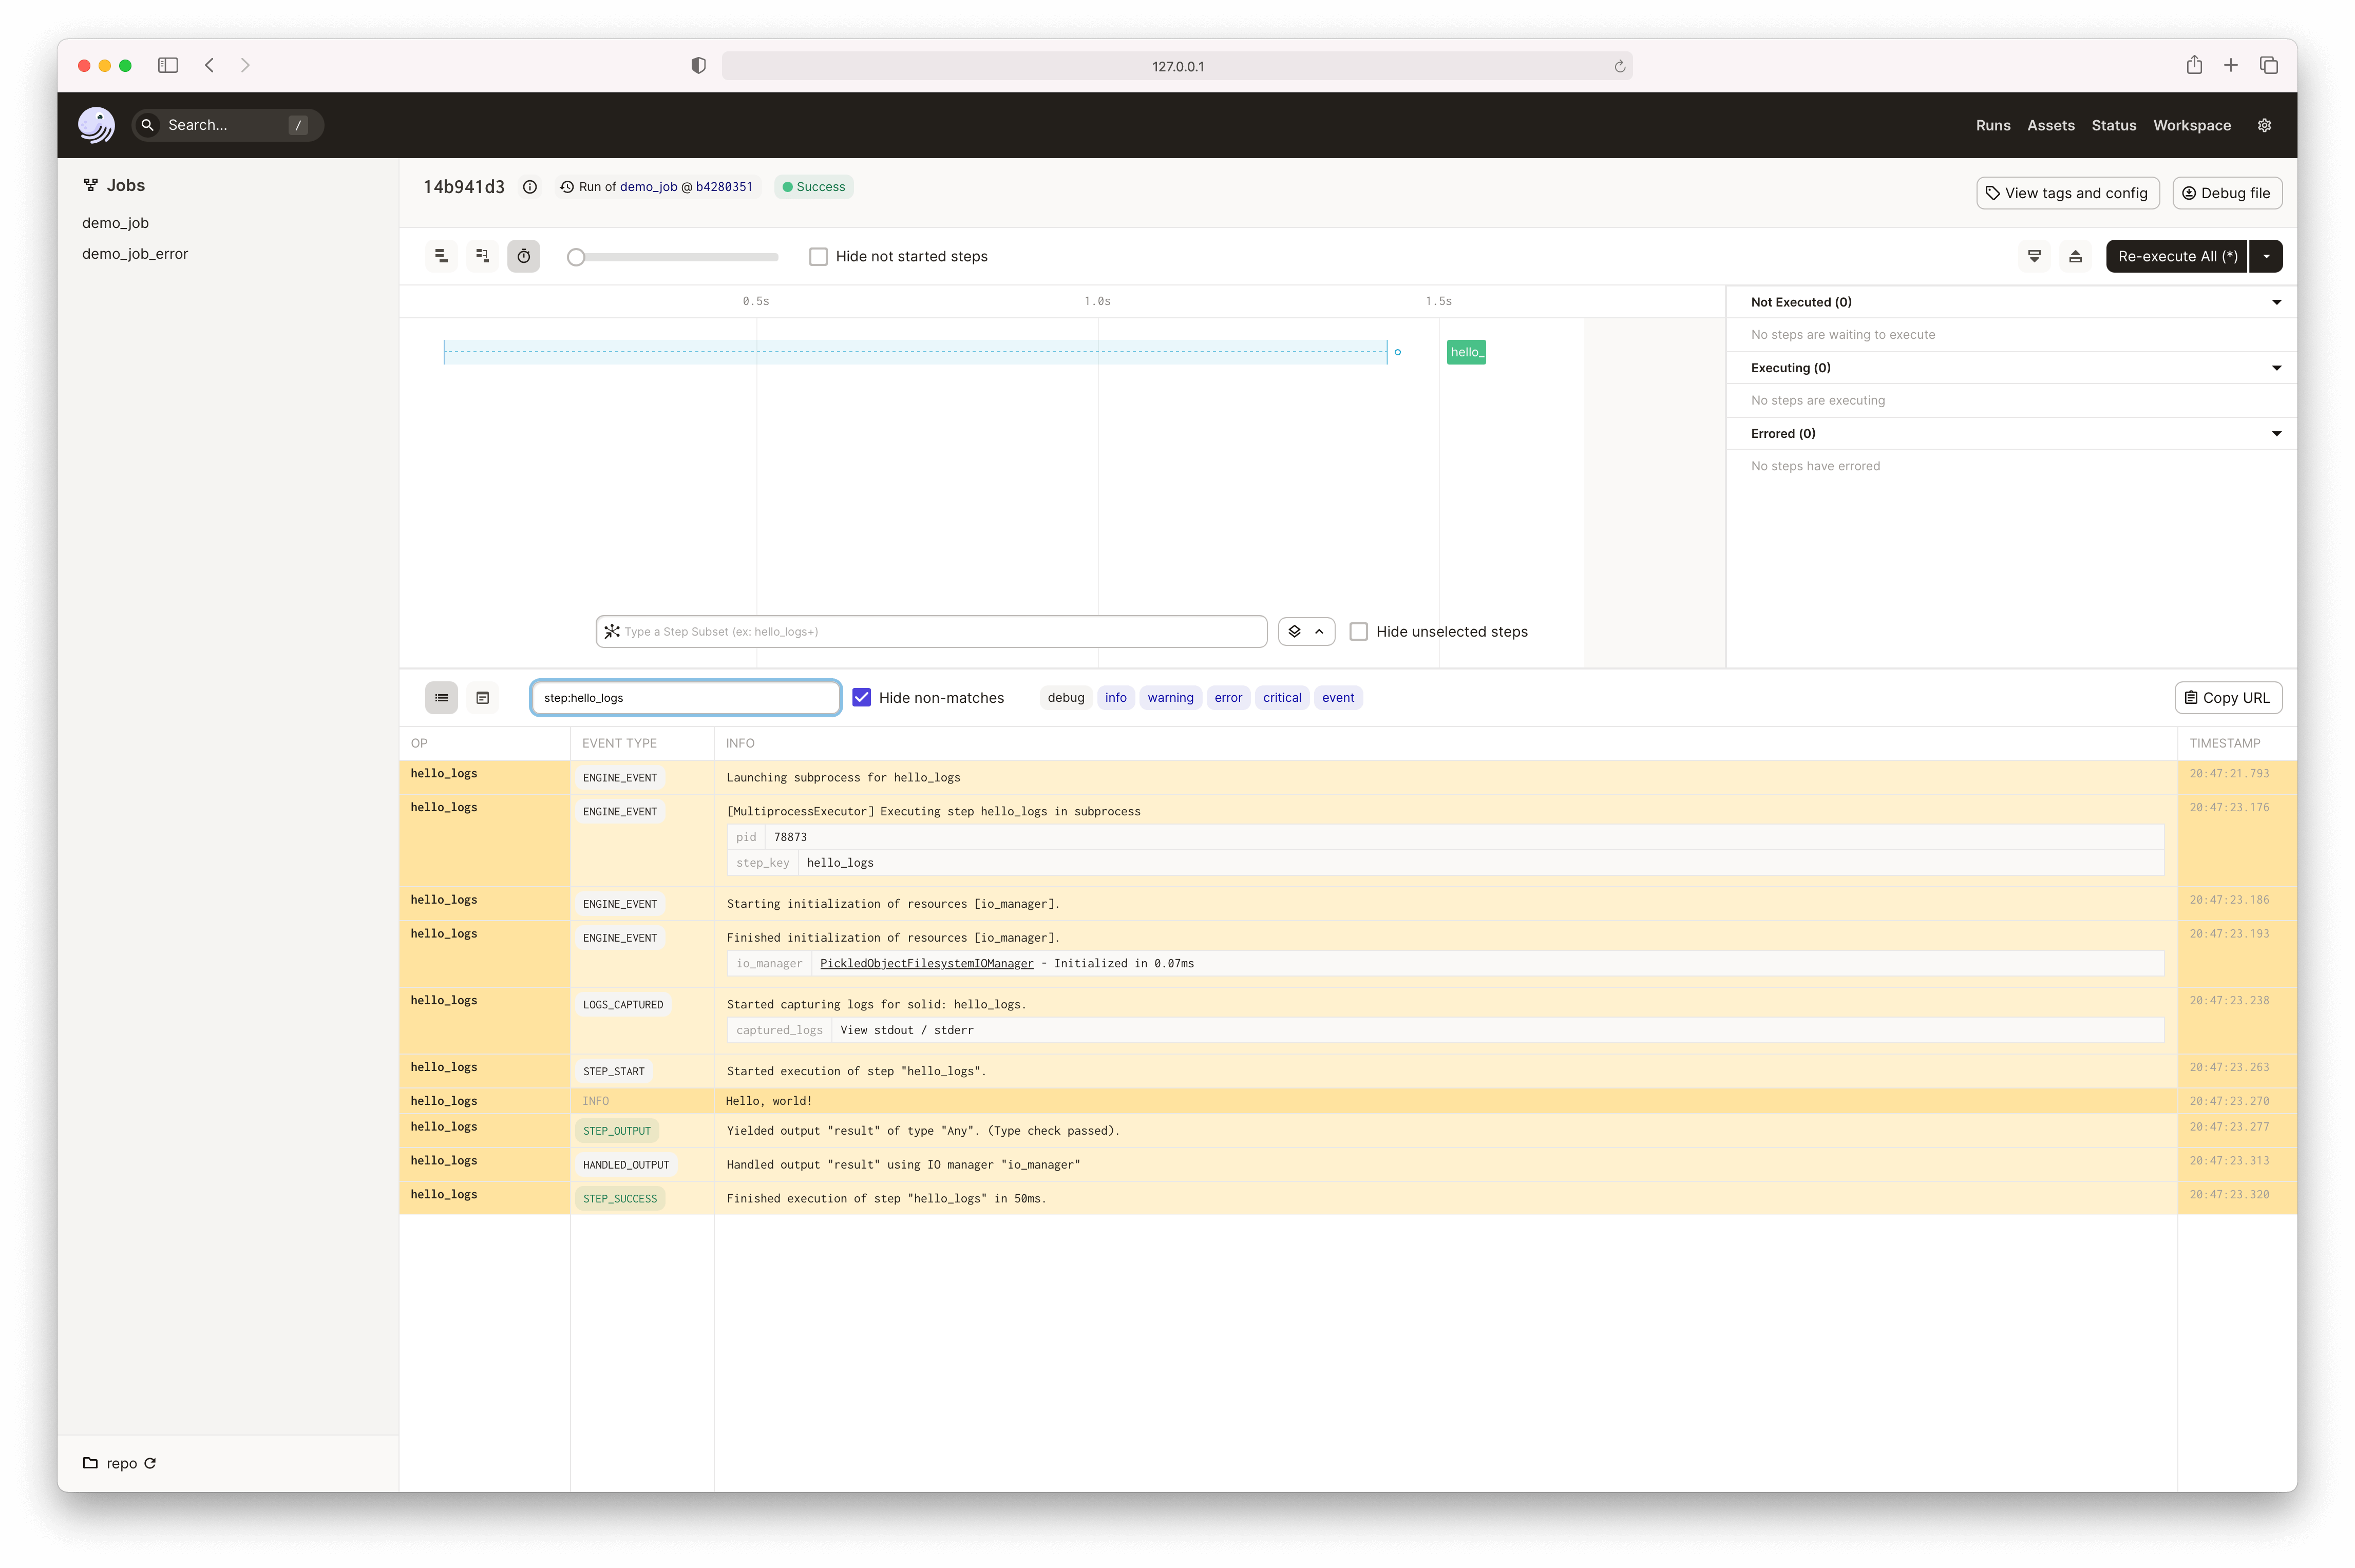 127.0.0.1
Search... /
Runs Assets Status Workspace
Jobs
demo_job
demo_job_error
14b941d3 Run of demo_job @ b4280351 Success
View tags and config Debug file
Hide not started steps
Re-execute All (*)
0.5s 1.0s 1.5s
hello_
Not Executed (0)
No steps are waiting to execute
Executing (0)
No steps are executing
Errored (0)
No steps have errored
Type a Step Subset (ex: hello_logs+)
Hide unselected steps
step:hello_logs
Hide non-matches
debug info warning error critical event
Copy URL
OP EVENT TYPE INFO TIMESTAMP
hello_logs ENGINE_EVENT Launching subprocess for hello_logs 20:47:21.793
hello_logs ENGINE_EVENT [MultiprocessExecutor] Executing step hello_logs in subprocess 20:47:23.176
pid 78873
step_key hello_logs
hello_logs ENGINE_EVENT Starting initialization of resources [io_manager]. 20:47:23.186
hello_logs ENGINE_EVENT Finished initialization of resources [io_manager]. 20:47:23.193
io_manager PickledObjectFilesystemIOManager - Initialized in 0.07ms
hello_logs LOGS_CAPTURED Started capturing logs for solid: hello_logs. 20:47:23.238
captured_logs View stdout / stderr
hello_logs STEP_START Started execution of step "hello_logs". 20:47:23.263
hello_logs INFO Hello, world! 20:47:23.270
hello_logs STEP_OUTPUT Yielded output "result" of type "Any". (Type check passed). 20:47:23.277
hello_logs HANDLED_OUTPUT Handled output "result" using IO manager "io_manager" 20:47:23.313
hello_logs STEP_SUCCESS Finished execution of step "hello_logs" in 50ms. 20:47:23.320
repo